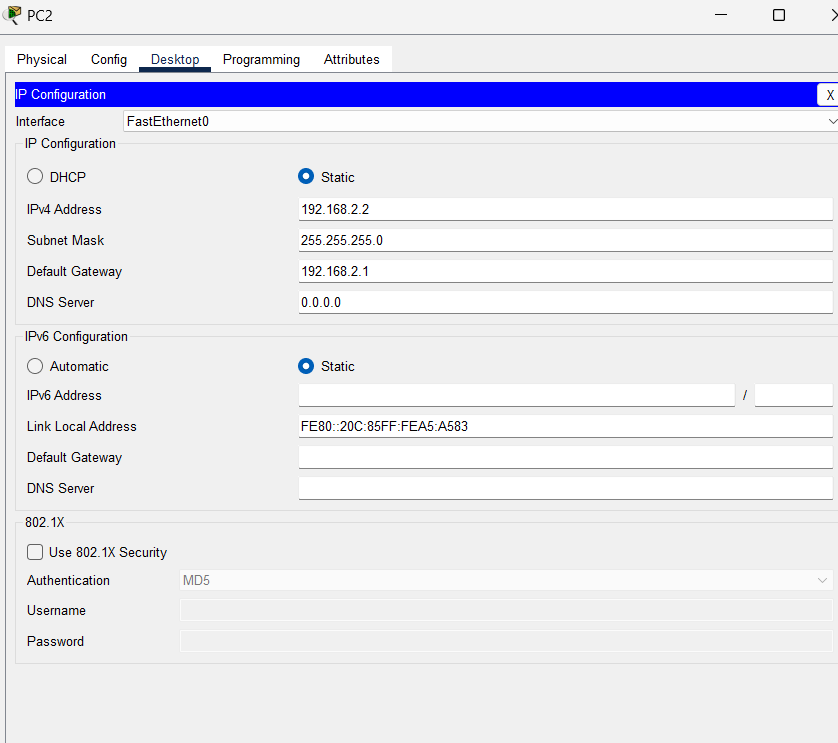 PC2
Physical Config Desktop Programming Attributes
IP Configuration X
Interface FastEthernet0
IP Configuration
DHCP Static
IPv4 Address 192.168.2.2
Subnet Mask 255.255.255.0
Default Gateway 192.168.2.1
DNS Server 0.0.0.0
IPv6 Configuration
Automatic Static
IPv6 Address /
Link Local Address FE80::20C:85FF:FEA5:A583
Default Gateway
DNS Server
802.1X
Use 802.1X Security
Authentication MD5
Username
Password